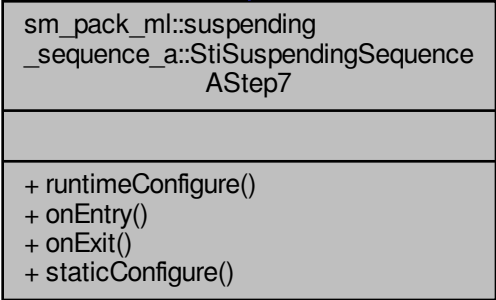 sm_pack_ml::suspending
_sequence_a::StiSuspendingSequence
AStep7
+ runtimeConfigure()
+ onEntry()
+ onExit()
+ staticConfigure()